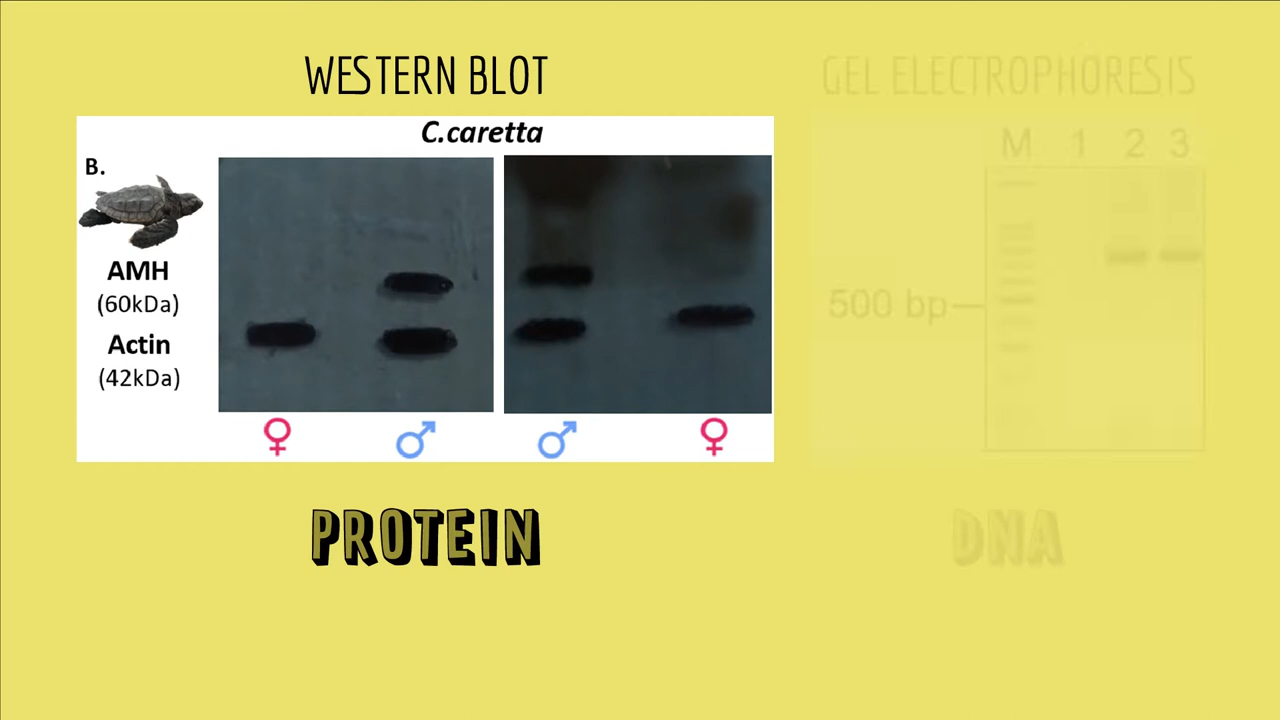 WESTERN BLOT
C.caretta
B.
AMH
(60kDa)
Actin
(42kDa)
PROTEIN
GEL ELECTROPHORESIS
M 1 2 3
500 bp
DNA